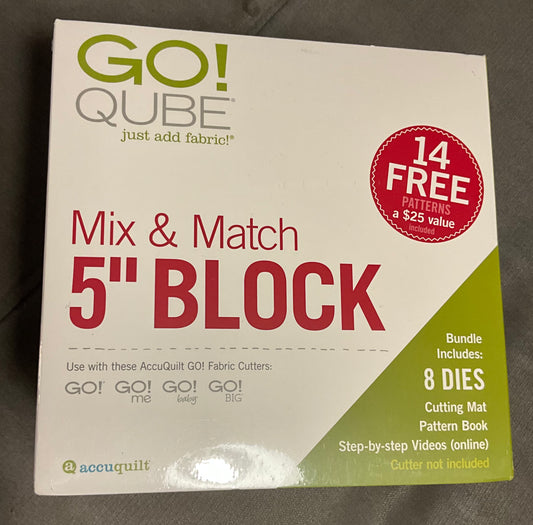 GO!
QUBE®
just add fabric!®
14
FREE
PATTERNS
a $25 value
included
Mix & Match
5" BLOCK
Use with these AccuQuilt GO! Fabric Cutters:
GO!® GO! me GO! baby® GO! BIG™
Bundle
Includes:
8 DIES
Cutting Mat
Pattern Book
Step-by-step Videos (online)
Cutter not included
a accuquilt®